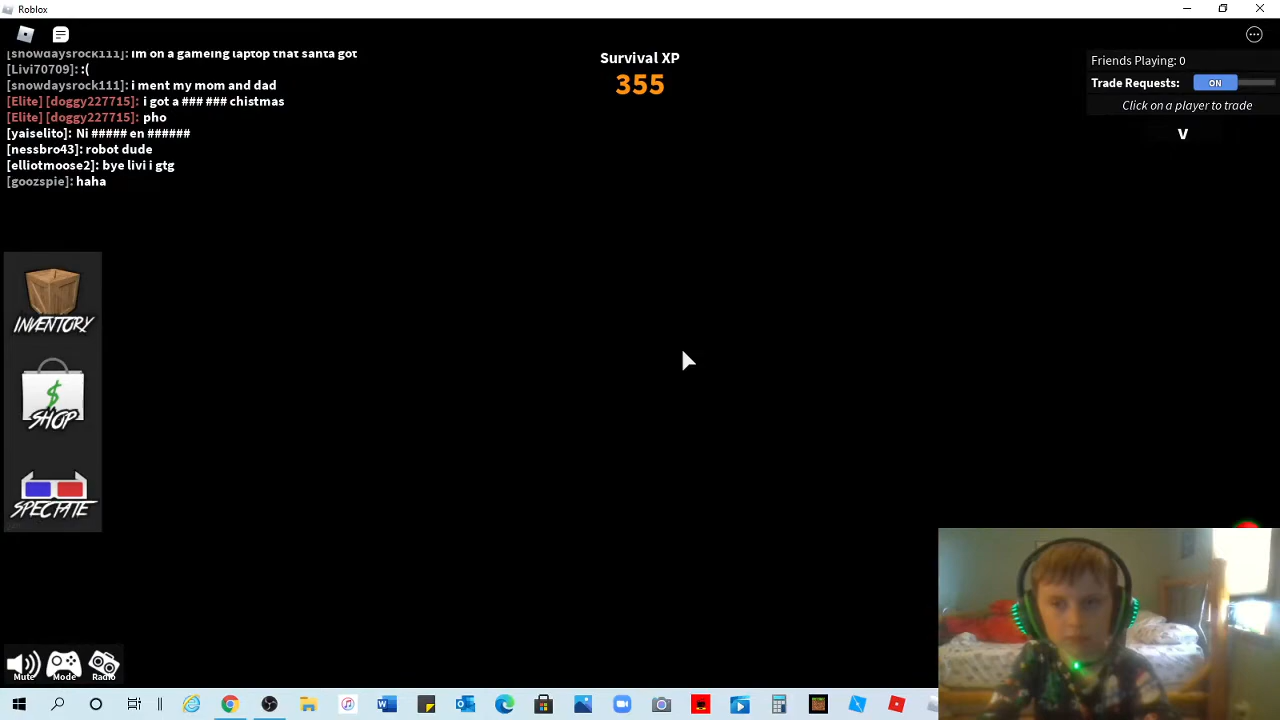 Roblox
[snowdaysrock111]: im on a gameing laptop that santa got
[Livi70709]: :(
[snowdaysrock111]: i ment my mom and dad
[Elite] [doggy227715]: i got a ### ### chistmas
[Elite] [doggy227715]: pho
[yaiselito]: Ni ##### en ######
[nessbro43]: robot dude
[elliotmoose2]: bye livi i gtg
[goozspie]: haha
Survival XP
355
Friends Playing: 0
Trade Requests: ON
Click on a player to trade
V
INVENTORY
$
SHOP
SPECTATE
Mute Mode Radio